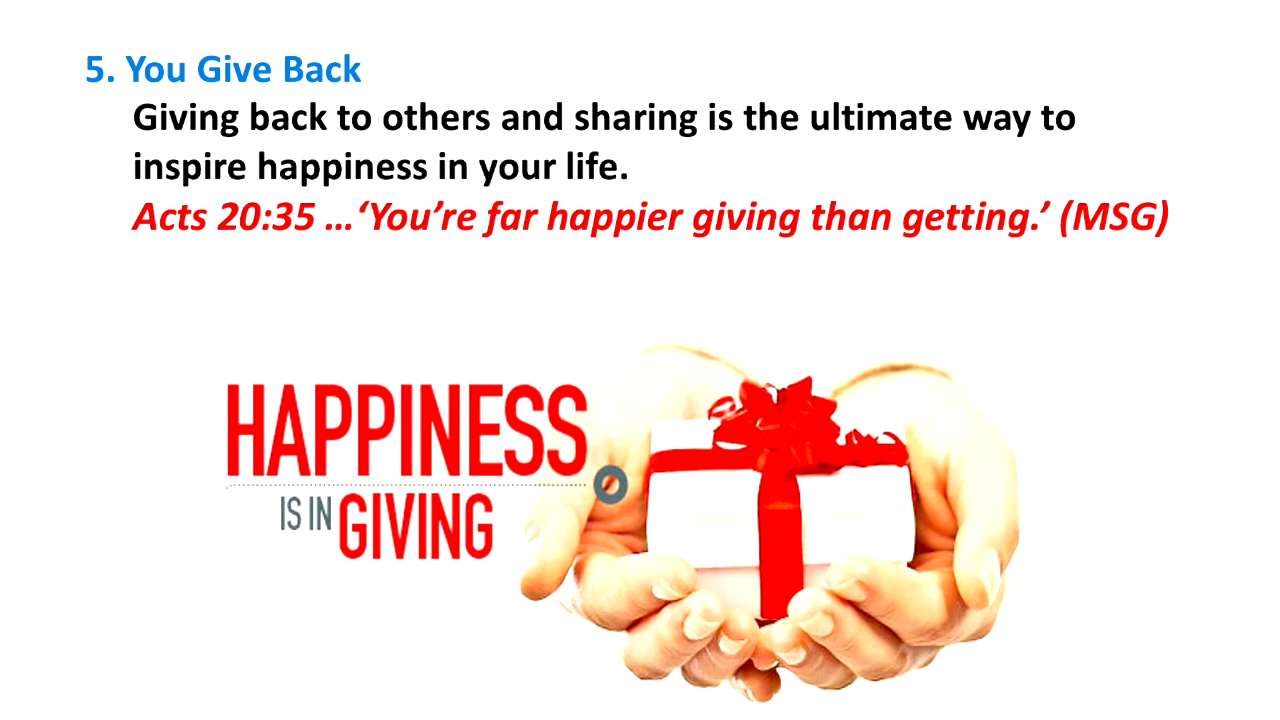 5. You Give Back
Giving back to others and sharing is the ultimate way to
inspire happiness in your life.
Acts 20:35 …‘You’re far happier giving than getting.’ (MSG)
HAPPINESS
IS IN GIVING